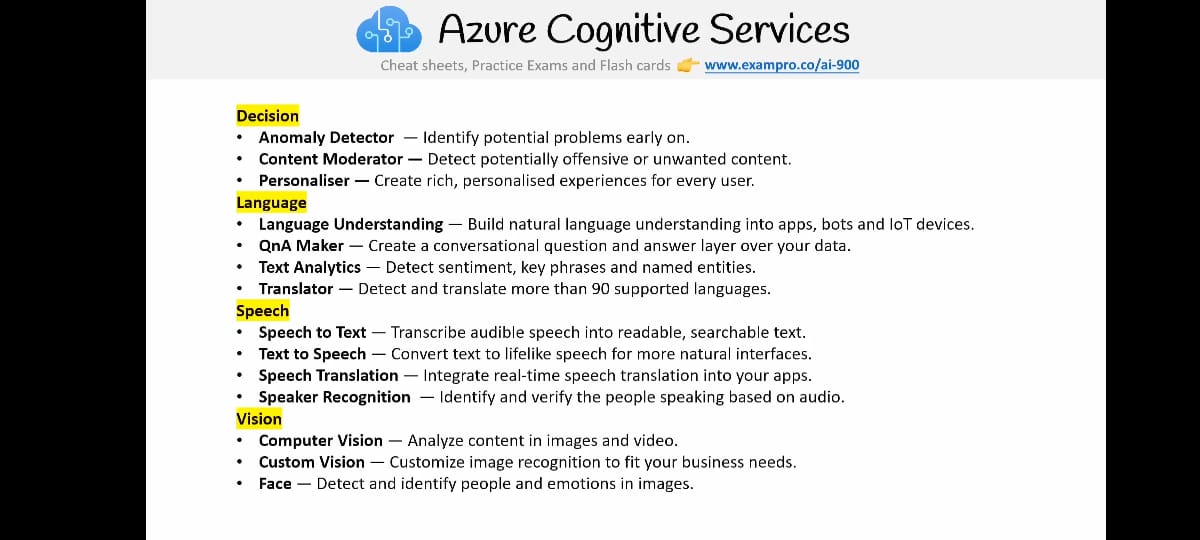 Azure Cognitive Services
Cheat sheets, Practice Exams and Flash cards 👉 www.exampro.co/ai-900
Decision
• Anomaly Detector — Identify potential problems early on.
• Content Moderator — Detect potentially offensive or unwanted content.
• Personaliser — Create rich, personalised experiences for every user.
Language
• Language Understanding — Build natural language understanding into apps, bots and IoT devices.
• QnA Maker — Create a conversational question and answer layer over your data.
• Text Analytics — Detect sentiment, key phrases and named entities.
• Translator — Detect and translate more than 90 supported languages.
Speech
• Speech to Text — Transcribe audible speech into readable, searchable text.
• Text to Speech — Convert text to lifelike speech for more natural interfaces.
• Speech Translation — Integrate real-time speech translation into your apps.
• Speaker Recognition — Identify and verify the people speaking based on audio.
Vision
• Computer Vision — Analyze content in images and video.
• Custom Vision — Customize image recognition to fit your business needs.
• Face — Detect and identify people and emotions in images.